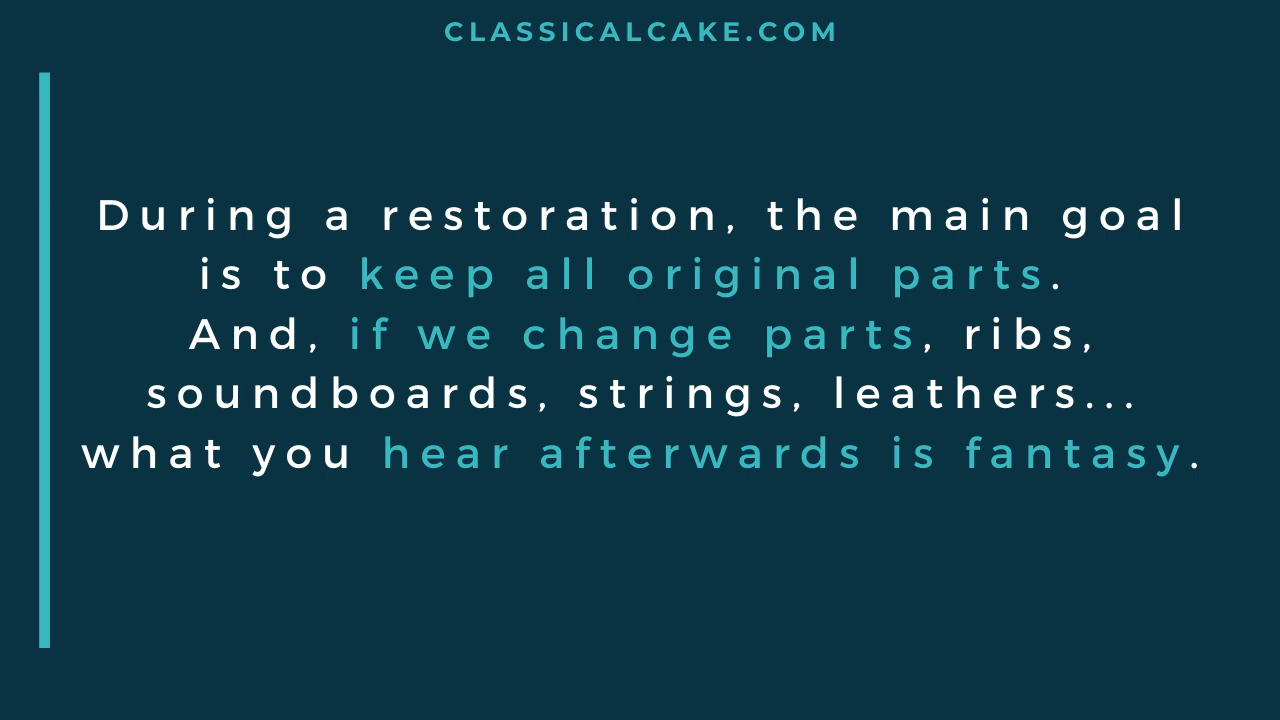 CLASSICALCAKE.COM
During a restoration, the main goal
is to keep all original parts.
And, if we change parts, ribs,
soundboards, strings, leathers...
what you hear afterwards is fantasy.